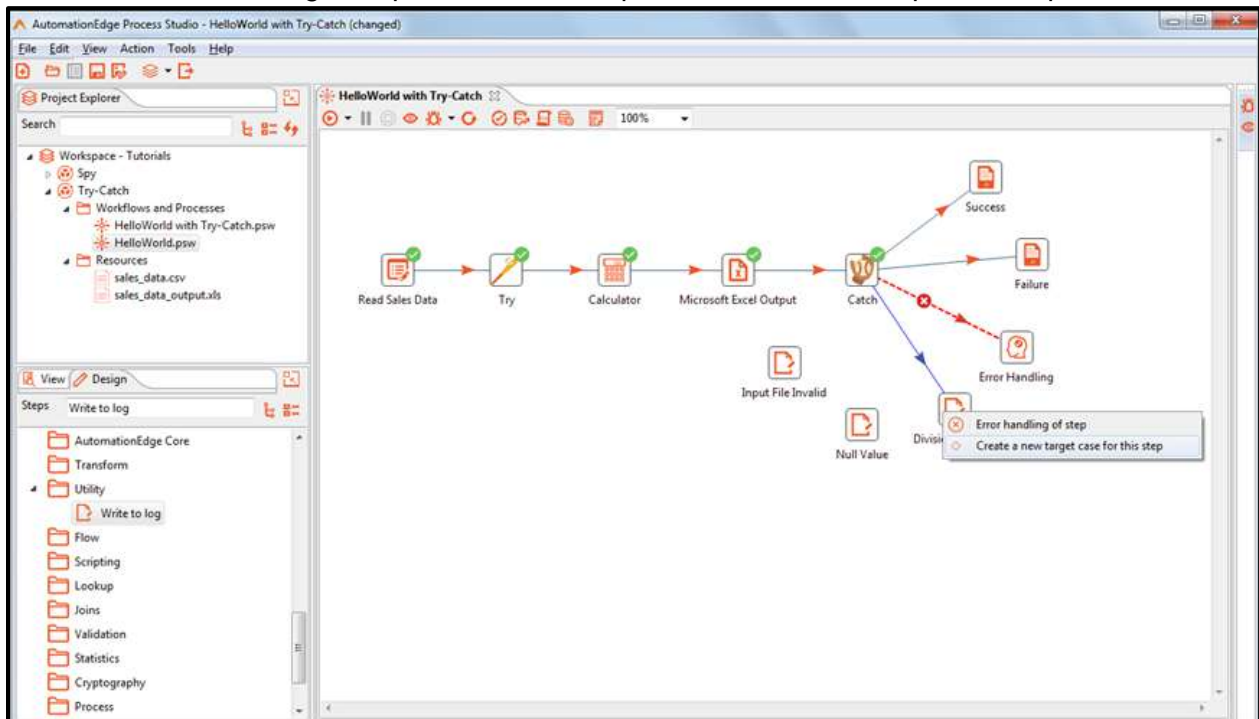 AutomationEdge Process Studio - HelloWorld with Try-Catch (changed)
File Edit View Action Tools Help
Project Explorer
Search
Workspace - Tutorials
Spy
Try-Catch
Workflows and Processes
HelloWorld with Try-Catch.psw
HelloWorld.psw
Resources
sales_data.csv
sales_data_output.xls
View Design
Steps Write to log
AutomationEdge Core
Transform
Utility
Write to log
Flow
Scripting
Lookup
Joins
Validation
Statistics
Cryptography
Process
HelloWorld with Try-Catch
100%
Success
Failure
Read Sales Data Try Calculator Microsoft Excel Output Catch
Error Handling
Input File Invalid
Null Value
Error handling of step
Create a new target case for this step